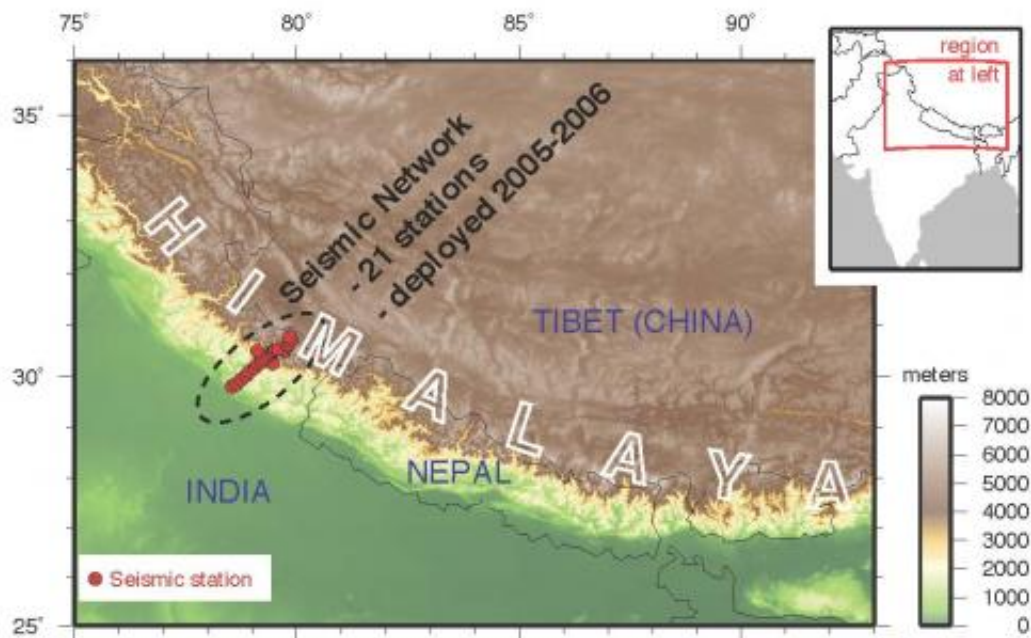 75°
80°
85°
90°
region
at left
35°
30°
25°
Seismic Network
- 21 stations
- deployed 2005-2006
HIMALAYA
TIBET (CHINA)
NEPAL
INDIA
Seismic station
meters
8000
7000
6000
5000
4000
3000
2000
1000
0